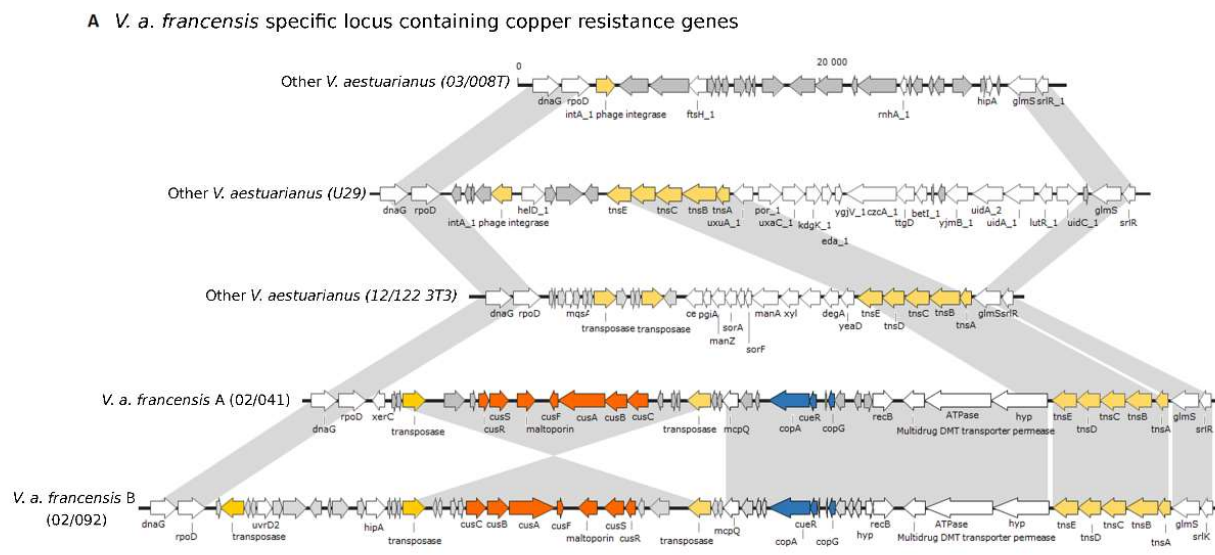 A V. a. francensis specific locus containing copper resistance genes
0 20 000
Other V. aestuarianus (03/008T)
dnaG rpoD hipA glmS srlR_1
intA_1 phage integrase ftsH_1 rnhA_1
Other V. aestuarianus (U29)
dnaG rpoD helD_1 tnsE tnsC tnsB tnsA por_1 ygjV_1 czcA_1 betI_1 uidA_2 glmS
intA_1 phage integrase uxuA_1 uxaC_1 kdgK_1 ttgD yjmB_1 uidA_1 lutR_1 uidC_1 srlR
eda_1
Other V. aestuarianus (12/122 3T3)
dnaG rpoD mqsA ce pgiA sorA manA xyl degA tnsE tnsC tnsB glmS srlR
transposase transposase manZ yeaD tnsD tnsA
sorF
V. a. francensis A (02/041)
rpoD xerC cusS cusF cusA cusB cusC cueR recB ATPase hyp tnsE tnsC tnsB glmS
dnaG transposase cusR maltoporin transposase mcpQ copA copG Multidrug DMT transporter permease tnsD tnsA srlR
V. a. francensis B
(02/092)
dnaG uvrD2 hipA cusC cusB cusA cusF cusS mcpQ cueR recB ATPase hyp tnsE tnsC tnsB glmS
rpoD transposase transposase maltoporin cusR transposase copA copG hyp Multidrug DMT transporter permease tnsD tnsA srlK